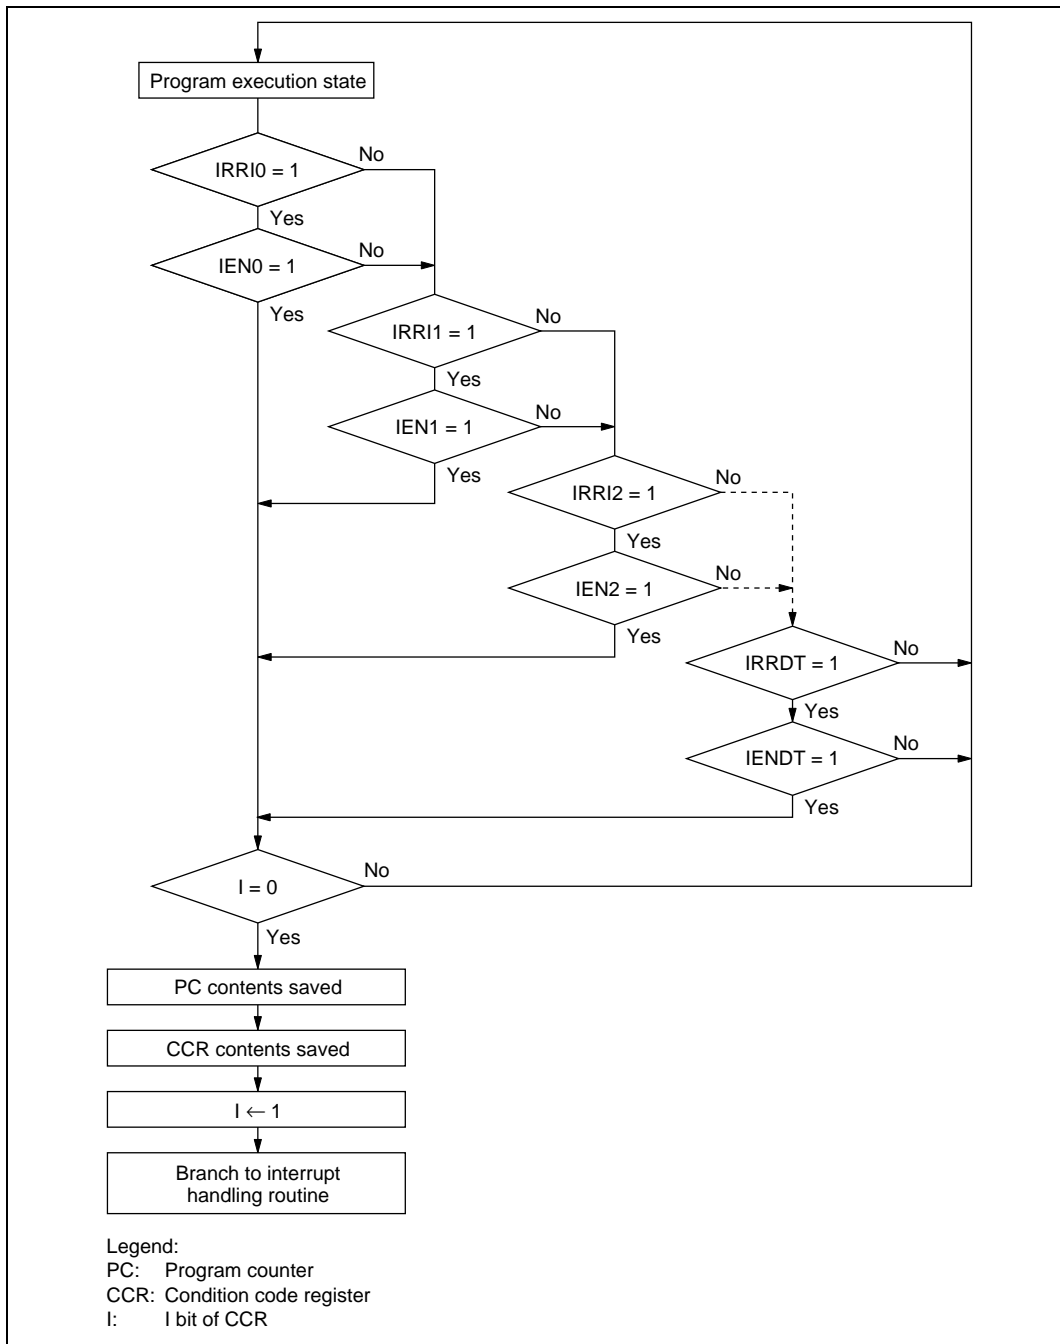 Program execution state
IRRI0 = 1
No
Yes
IEN0 = 1
No
Yes
IRRI1 = 1
No
Yes
IEN1 = 1
No
Yes
IRRI2 = 1
No
Yes
IEN2 = 1
No
Yes
IRRDT = 1
No
Yes
IENDT = 1
No
Yes
I = 0
No
Yes
PC contents saved
CCR contents saved
I ← 1
Branch to interrupt
handling routine
Legend:
PC: Program counter
CCR: Condition code register
I: I bit of CCR